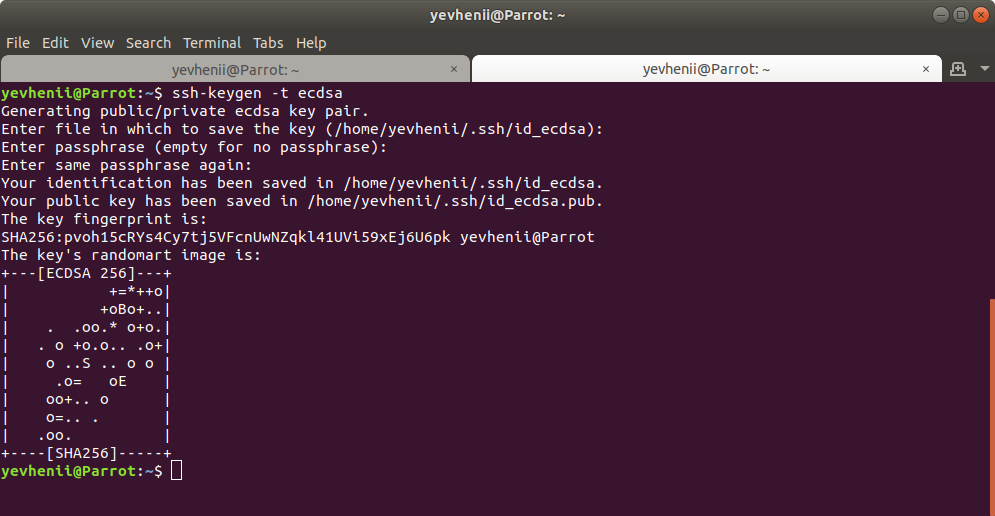 yevhenii@Parrot: ~
File Edit View Search Terminal Tabs Help
yevhenii@Parrot: ~ × yevhenii@Parrot: ~ ×
yevhenii@Parrot:~$ ssh-keygen -t ecdsa
Generating public/private ecdsa key pair.
Enter file in which to save the key (/home/yevhenii/.ssh/id_ecdsa):
Enter passphrase (empty for no passphrase):
Enter same passphrase again:
Your identification has been saved in /home/yevhenii/.ssh/id_ecdsa.
Your public key has been saved in /home/yevhenii/.ssh/id_ecdsa.pub.
The key fingerprint is:
SHA256:pvoh15cRYs4Cy7tj5VFcnUwNZqkl41UVi59xEj6U6pk yevhenii@Parrot
The key's randomart image is:
+---[ECDSA 256]---+
|           +=*++o|
|          +oBo+..|
|    .  .oo.* o+o.|
|   . o +o.o.. .o+|
|    o ..S .. o o |
|     .o=   oE    |
|    oo+.. o      |
|    o=.. .       |
|   .oo.          |
+----[SHA256]-----+
yevhenii@Parrot:~$